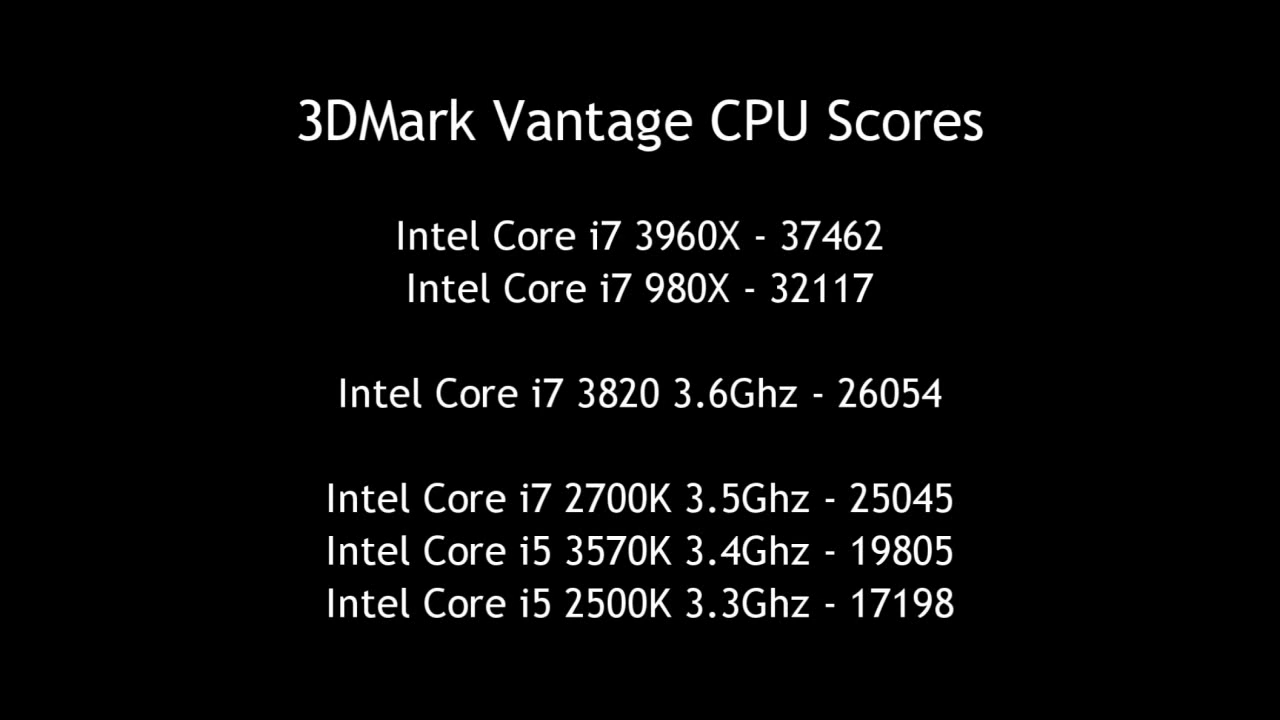 3DMark Vantage CPU Scores
Intel Core i7 3960X - 37462
Intel Core i7 980X - 32117
Intel Core i7 3820 3.6Ghz - 26054
Intel Core i7 2700K 3.5Ghz - 25045
Intel Core i5 3570K 3.4Ghz - 19805
Intel Core i5 2500K 3.3Ghz - 17198